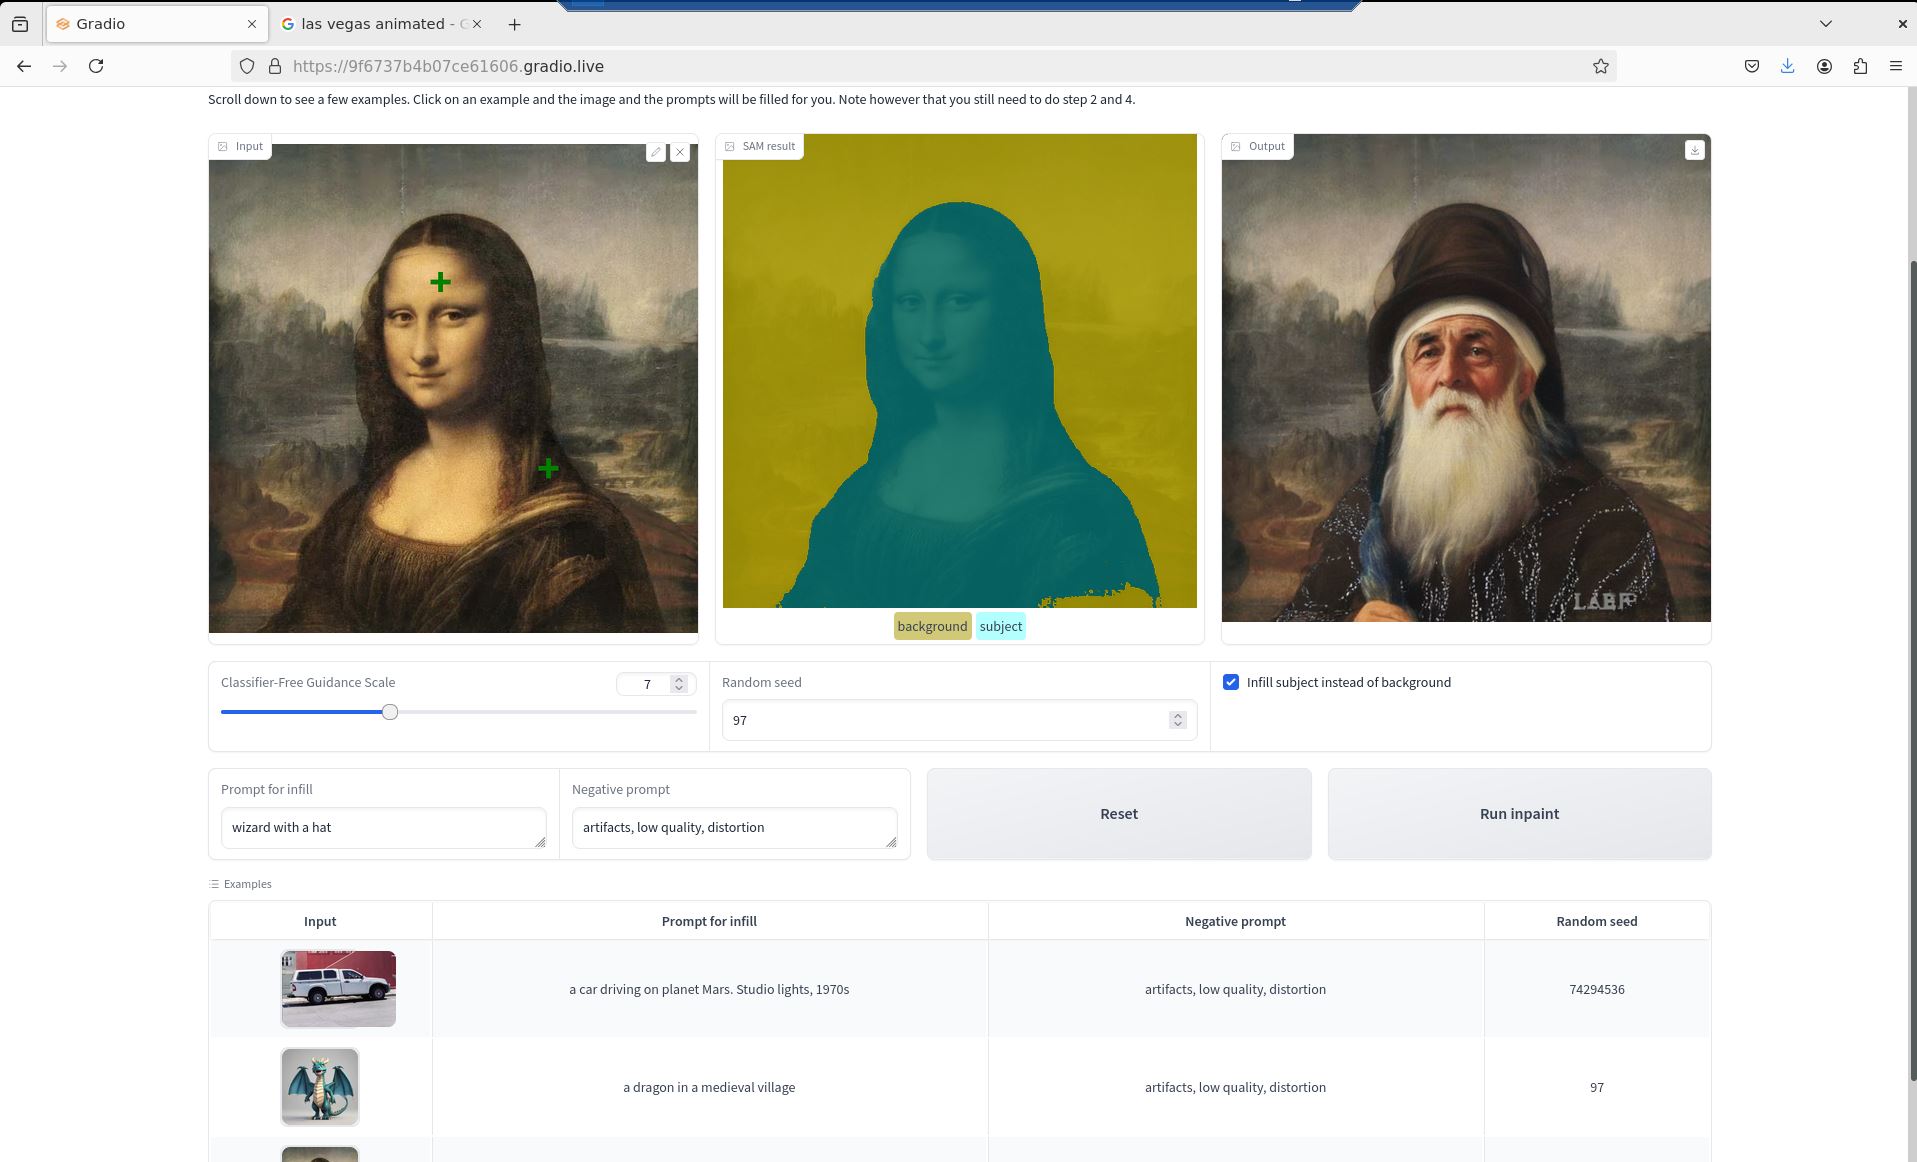 Gradio
las vegas animated - G
https://9f6737b4b07ce61606.gradio.live
Scroll down to see a few examples. Click on an example and the image and the prompts will be filled for you. Note however that you still need to do step 2 and 4.
Input
SAM result
Output
background subject
Classifier-Free Guidance Scale
7
Random seed
97
Infill subject instead of background
Prompt for infill
wizard with a hat
Negative prompt
artifacts, low quality, distortion
Reset
Run inpaint
Examples
Input Prompt for infill Negative prompt Random seed
a car driving on planet Mars. Studio lights, 1970s artifacts, low quality, distortion 74294536
a dragon in a medieval village artifacts, low quality, distortion 97